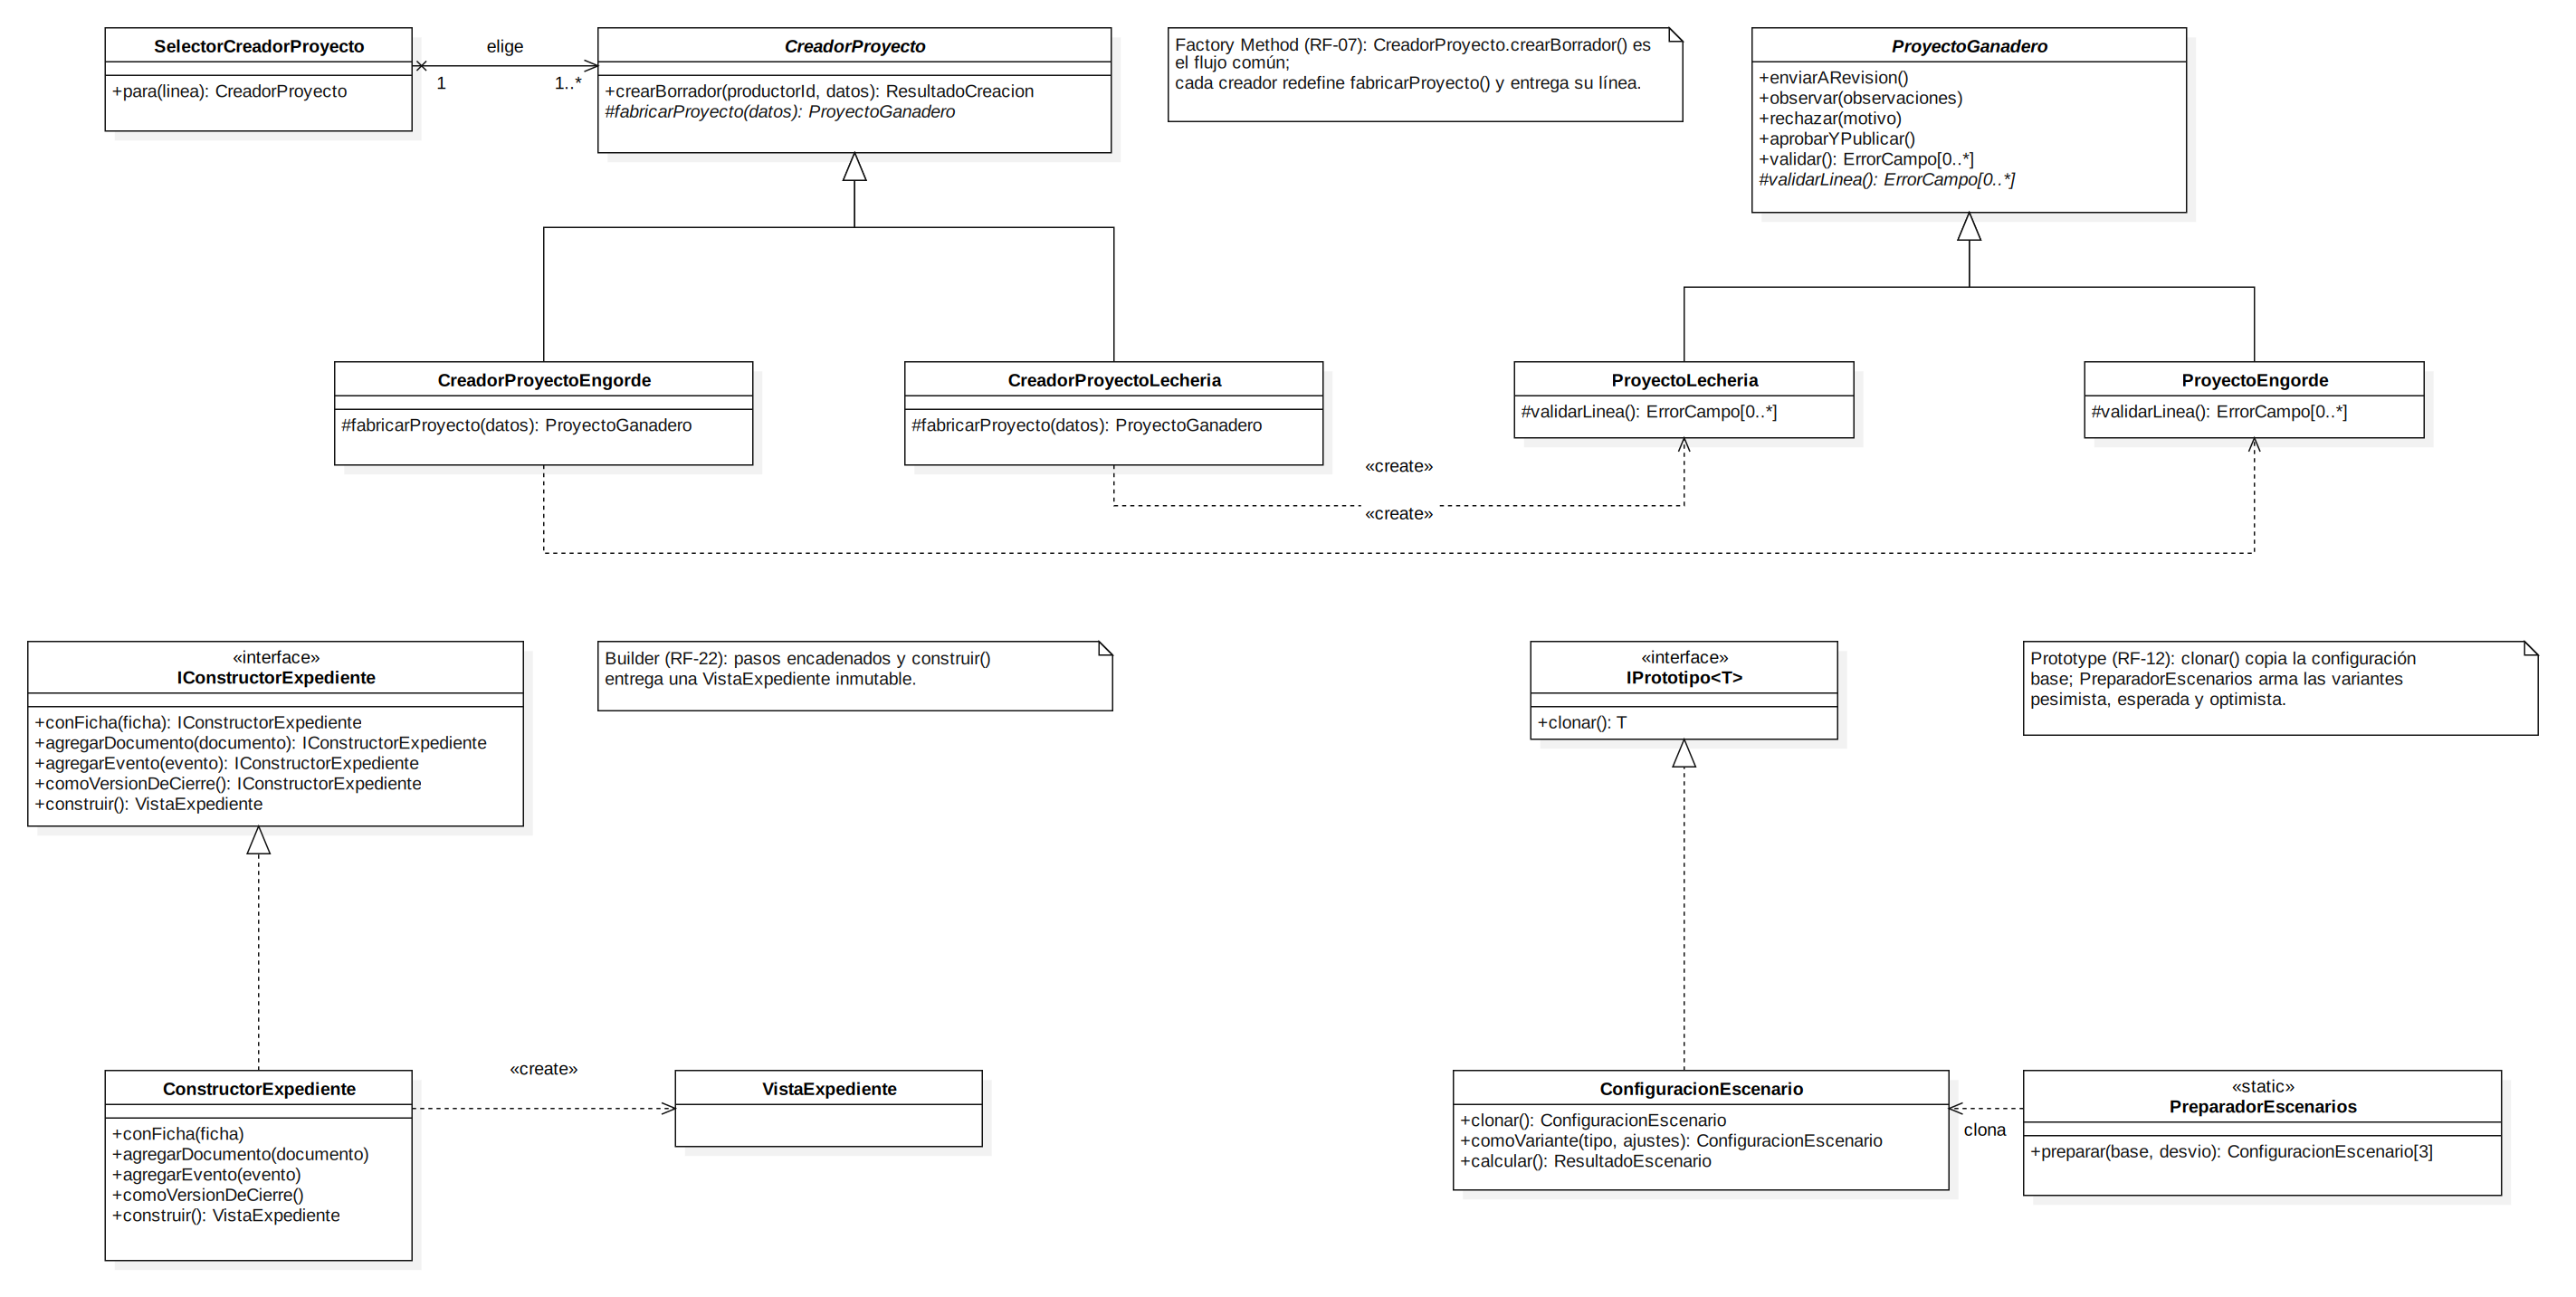 SelectorCreadorProyecto
+para(linea): CreadorProyecto
elige
1
1..*
CreadorProyecto
+crearBorrador(productorId, datos): ResultadoCreacion
#fabricarProyecto(datos): ProyectoGanadero
Factory Method (RF-07): CreadorProyecto.crearBorrador() es
el flujo común;
cada creador redefine fabricarProyecto() y entrega su línea.
ProyectoGanadero
+enviarARevision()
+observar(observaciones)
+rechazar(motivo)
+aprobarYPublicar()
+validar(): ErrorCampo[0..*]
#validarLinea(): ErrorCampo[0..*]
CreadorProyectoEngorde
#fabricarProyecto(datos): ProyectoGanadero
CreadorProyectoLecheria
#fabricarProyecto(datos): ProyectoGanadero
ProyectoLecheria
#validarLinea(): ErrorCampo[0..*]
ProyectoEngorde
#validarLinea(): ErrorCampo[0..*]
«create»
«create»
«interface»
IConstructorExpediente
+conFicha(ficha): IConstructorExpediente
+agregarDocumento(documento): IConstructorExpediente
+agregarEvento(evento): IConstructorExpediente
+comoVersionDeCierre(): IConstructorExpediente
+construir(): VistaExpediente
Builder (RF-22): pasos encadenados y construir()
entrega una VistaExpediente inmutable.
«interface»
IPrototipo<T>
+clonar(): T
Prototype (RF-12): clonar() copia la configuración
base; PreparadorEscenarios arma las variantes
pesimista, esperada y optimista.
ConstructorExpediente
+conFicha(ficha)
+agregarDocumento(documento)
+agregarEvento(evento)
+comoVersionDeCierre()
+construir(): VistaExpediente
«create»
VistaExpediente
ConfiguracionEscenario
+clonar(): ConfiguracionEscenario
+comoVariante(tipo, ajustes): ConfiguracionEscenario
+calcular(): ResultadoEscenario
clona
«static»
PreparadorEscenarios
+preparar(base, desvio): ConfiguracionEscenario[3]